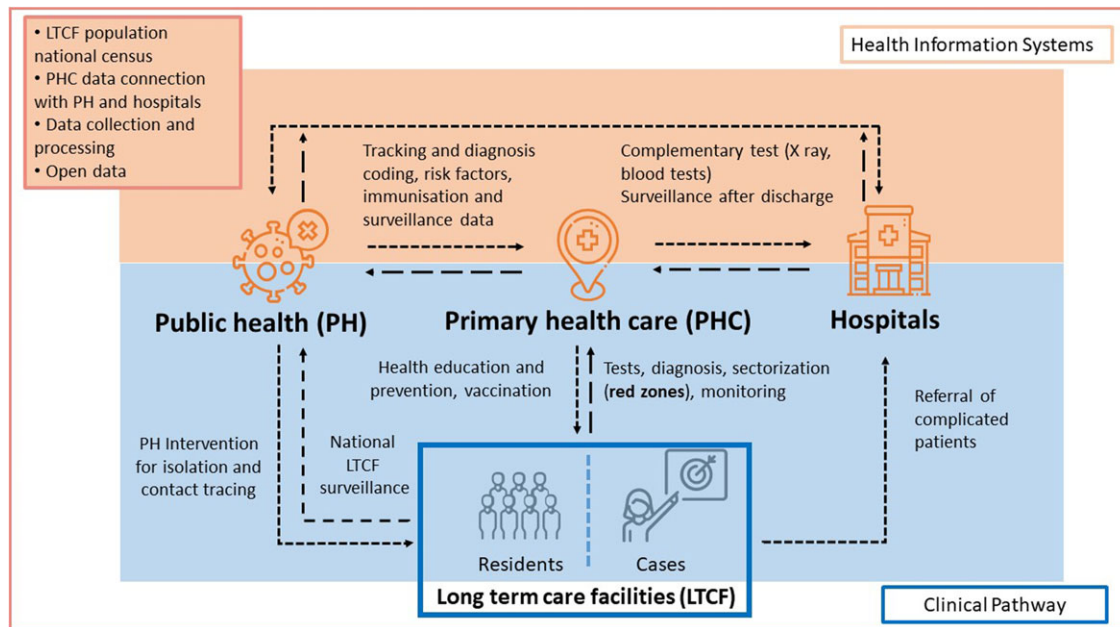 • LTCF population
national census
• PHC data connection
with PH and hospitals
• Data collection and
processing
• Open data
Health Information Systems
Tracking and diagnosis
coding, risk factors,
immunisation and
surveillance data
Complementary test (X ray,
blood tests)
Surveillance after discharge
Public health (PH)
Primary health care (PHC)
Hospitals
Health education and
prevention, vaccination
Tests, diagnosis, sectorization
(red zones), monitoring
Referral of
complicated
patients
PH Intervention
for isolation and
contact tracing
National
LTCF
surveillance
Residents
Cases
Long term care facilities (LTCF)
Clinical Pathway